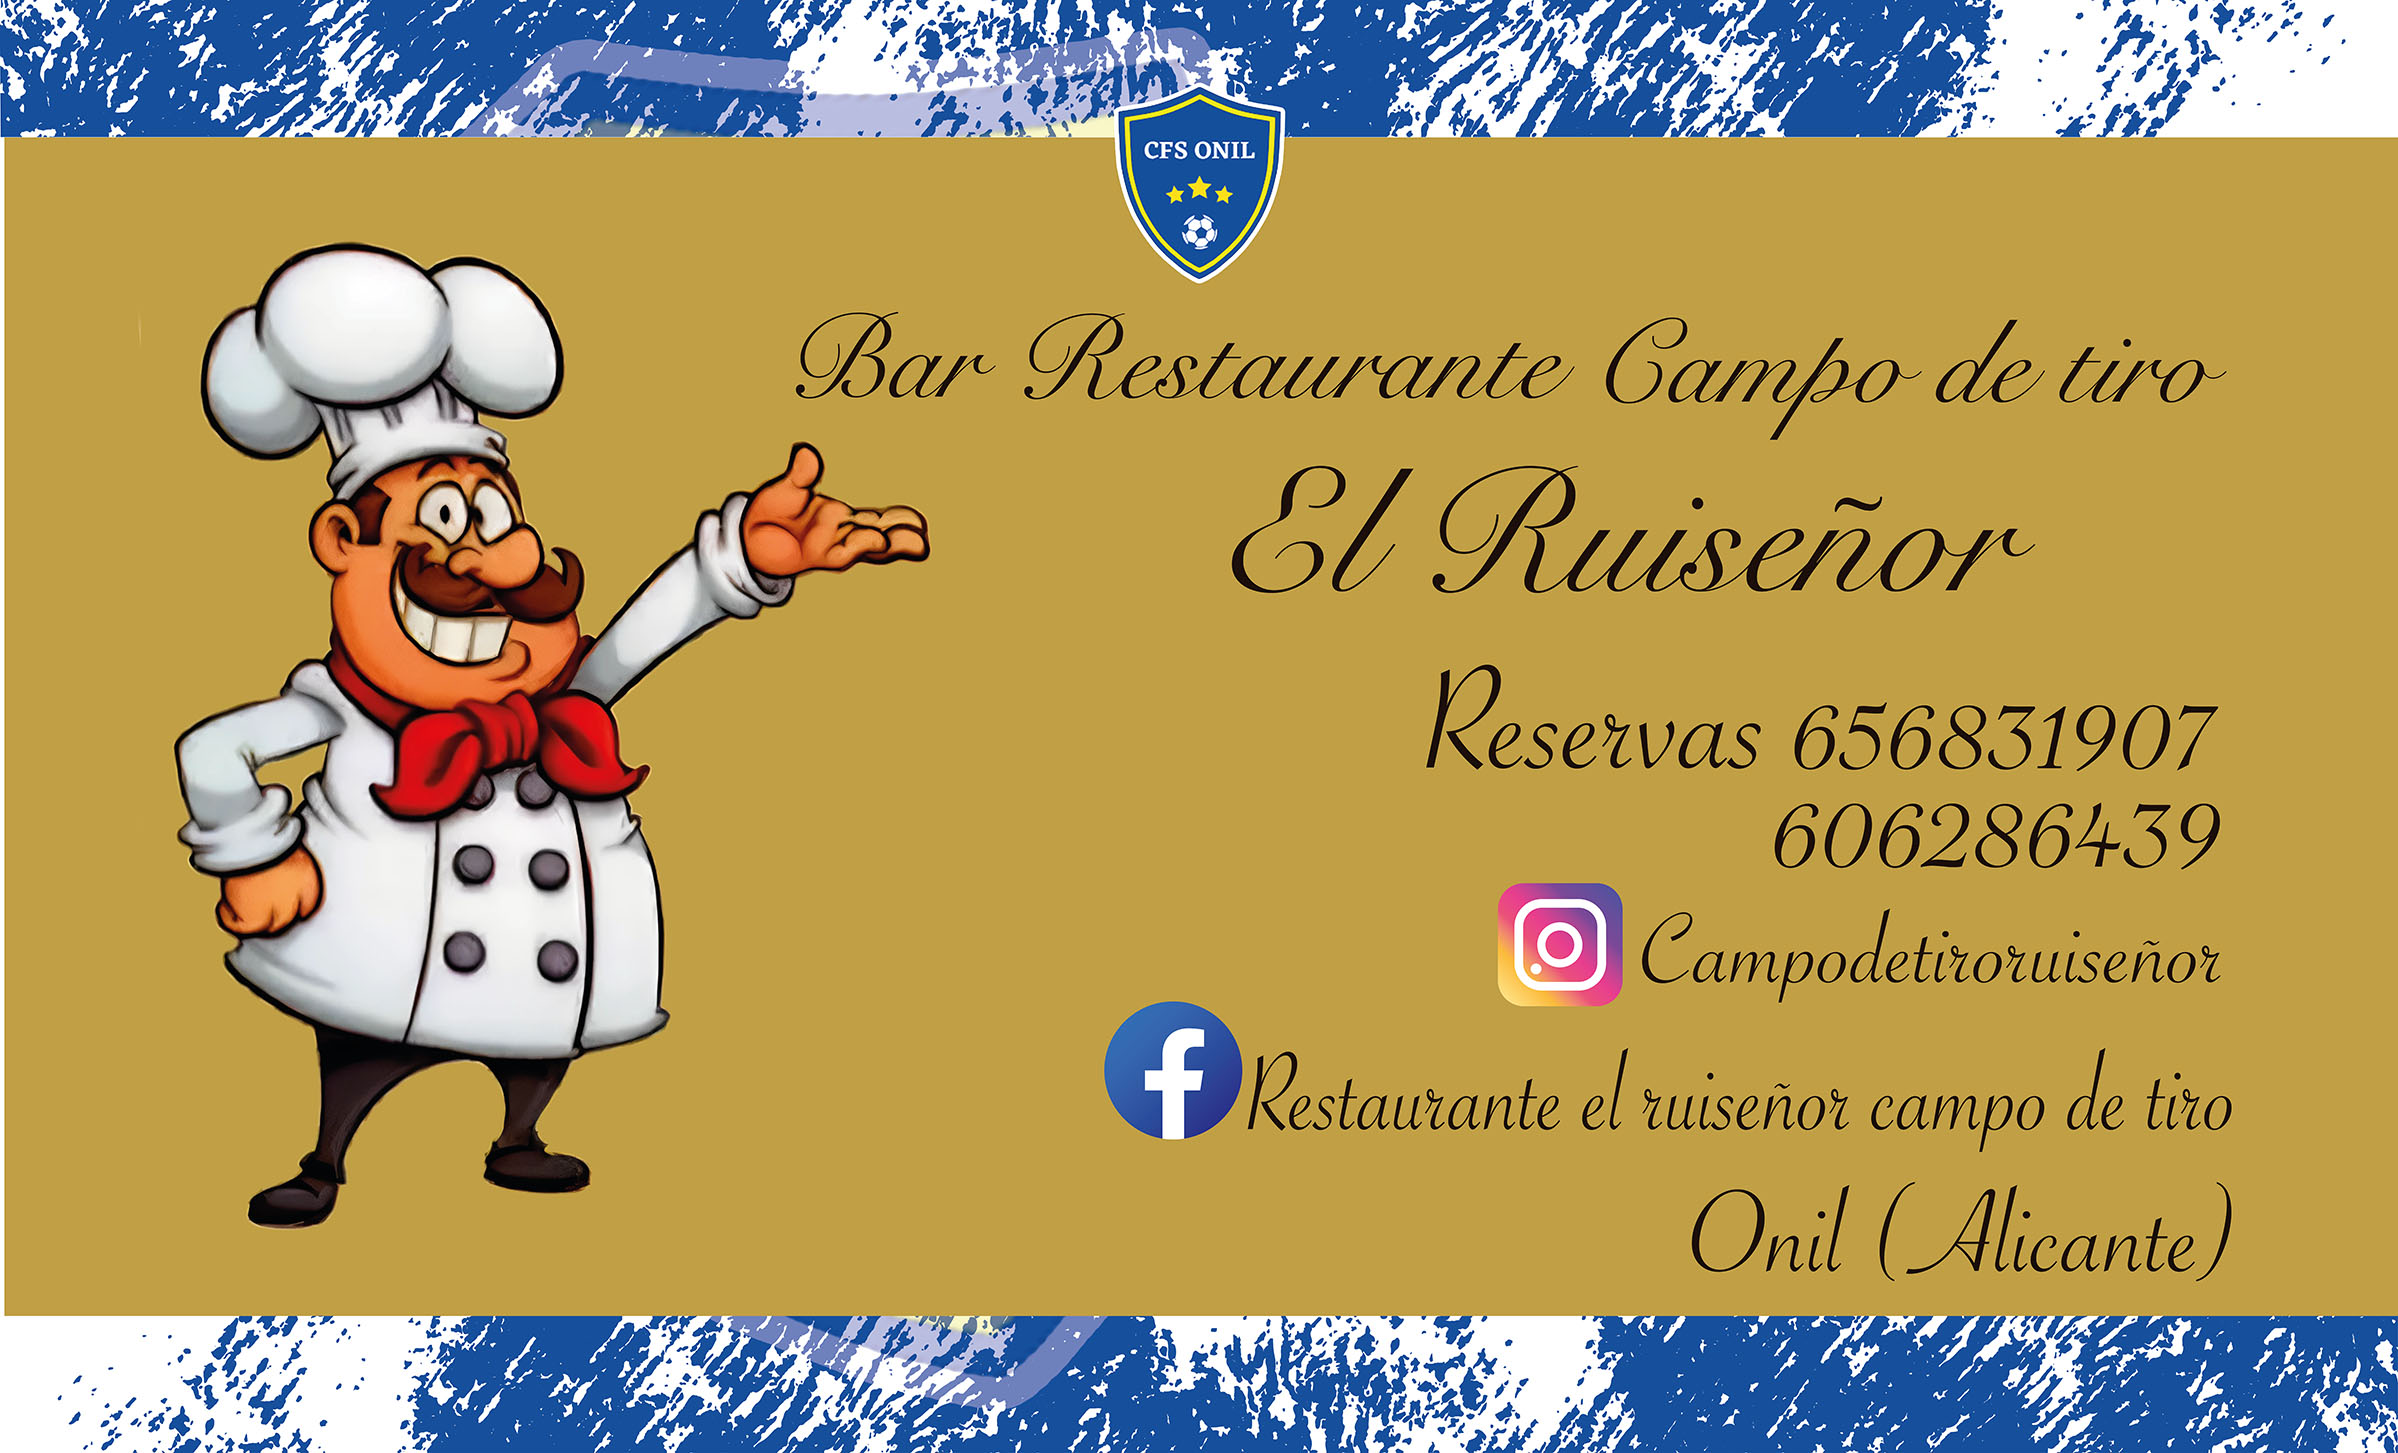 CFS ONIL
Bar Restaurante Campo de tiro
El Ruiseñor
Reservas 656831907
606286439
Campodetiroruiseñor
Restaurante el ruiseñor campo de tiro
Onil (Alicante)